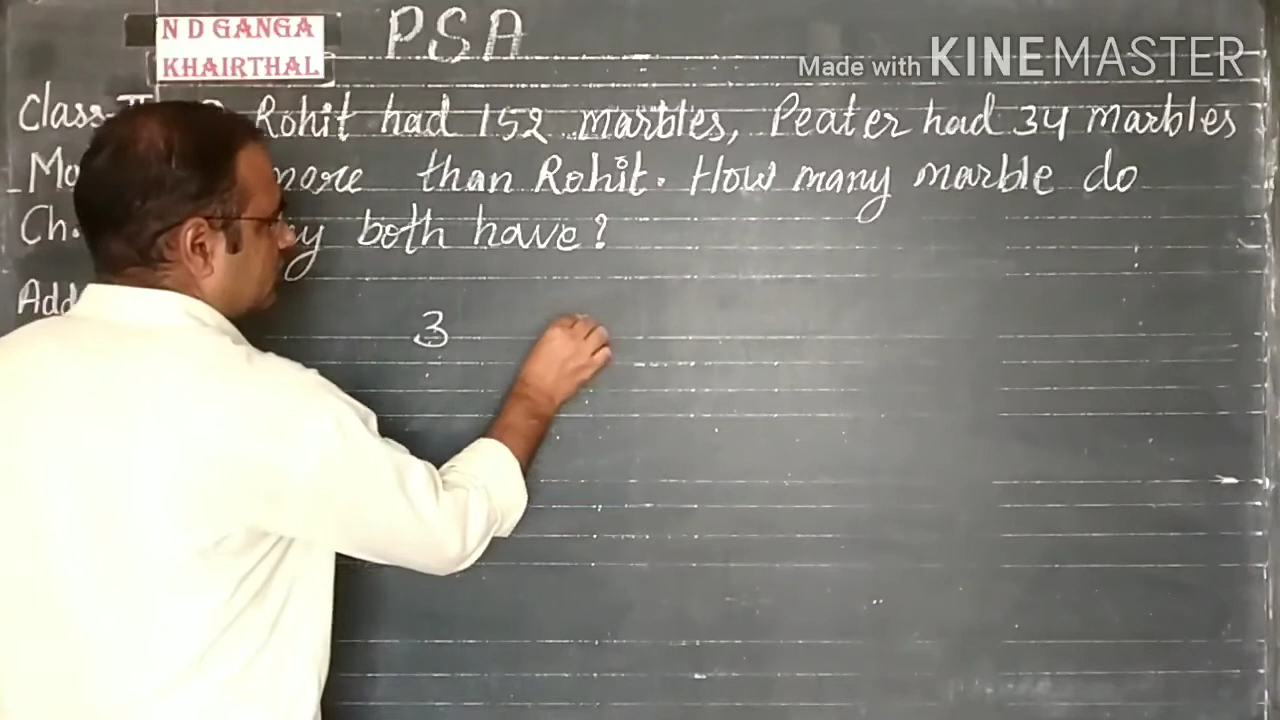 N D GANGA
KHAIRTHAL
PSA
Made with KINEMASTER
Class-II Rohit had 152 marbles, Peater had 34 marbles
more than Rohit. How many marble do
Ch. both have?
Add
3